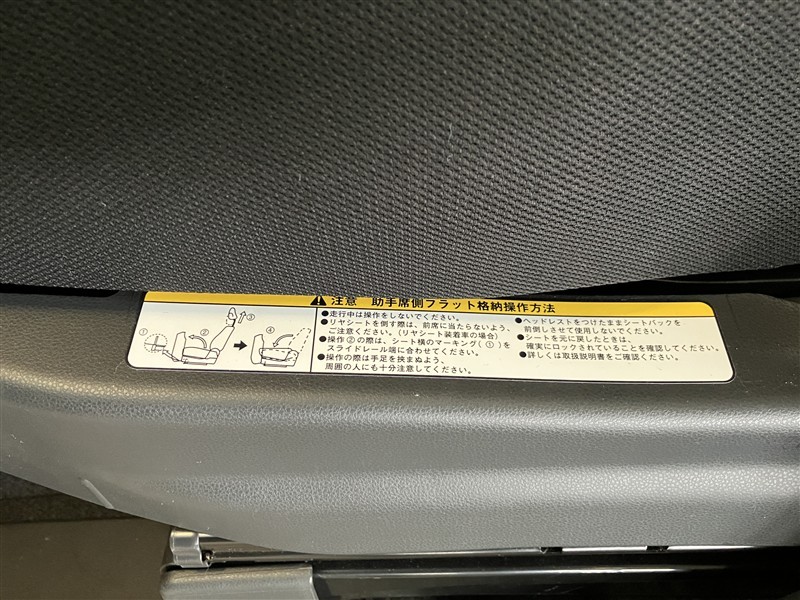 注意 助手席側フラット格納操作方法
① ② ③ ④
●走行中は操作をしないでください。
●リヤシートを倒す際は、前席に当たらないよう、
ご注意ください。(リヤシート装着車の場合)
●操作②の際は、シート横のマーキング(①)を
スライドレール端に合わせてください。
●操作の際は手足を挟まぬよう、
周囲の人にも十分注意してください。
●ヘッドレストをつけたままシートバックを
前倒しさせて使用しないでください。
●シートを元に戻したときは、
確実にロックされていることを確認してください。
●詳しくは取扱説明書をご確認ください。